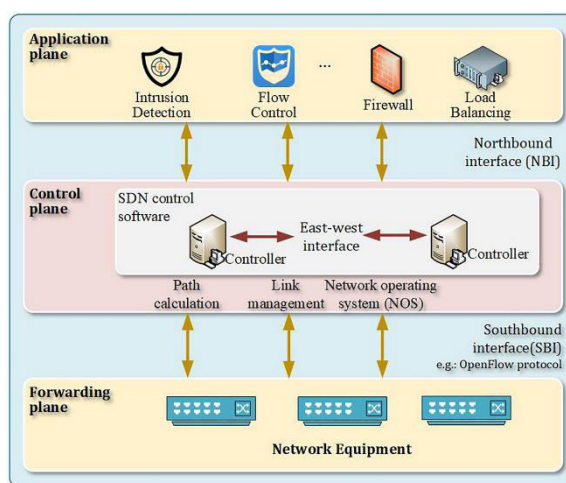 Application
plane
...
Intrusion
Detection
Flow
Control
Firewall
Load
Balancing
Northbound
interface (NBI)
Control
plane
SDN control
software
East-west
interface
Controller
Controller
Path
calculation
Link
management
Network operating
system (NOS)
Southbound
interface(SBI)
e.g.: OpenFlow protocol
Forwarding
plane
Network Equipment